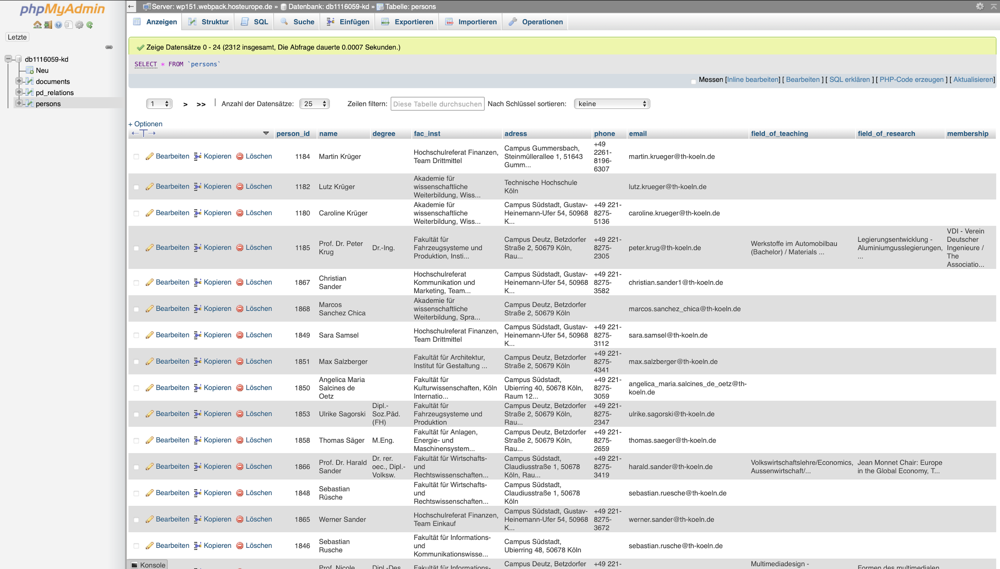 phpMyAdmin
Letzte
db1116059-kd
Neu
documents
pd_relations
persons
← Server: wp151.webpack.hosteurope.de » Datenbank: db1116059-kd » Tabelle: persons
Anzeigen Struktur SQL Suche Einfügen Exportieren Importieren Operationen
Zeige Datensätze 0 - 24 (2312 insgesamt, Die Abfrage dauerte 0.0007 Sekunden.)
SELECT * FROM `persons`
Messen [Inline bearbeiten] [ Bearbeiten ] [ SQL erklären ] [ PHP-Code erzeugen ] [ Aktualisieren]
1 > >> | Anzahl der Datensätze: 25 Zeilen filtern: Diese Tabelle durchsuchen Nach Schlüssel sortieren: keine
+ Optionen
←T→ person_id name degree fac_inst adress phone email field_of_teaching field_of_research membership
Bearbeiten Kopieren Löschen 1184 Martin Krüger
Hochschulreferat Finanzen,
Team Drittmittel
Campus Gummersbach,
Steinmüllerallee 1, 51643
Gumm...
+49
2261-
8196-
6307
martin.krueger@th-koeln.de
Bearbeiten Kopieren Löschen 1182 Lutz Krüger
Akademie für
wissenschaftliche
Weiterbildung, Wiss...
Technische Hochschule
Köln
lutz.krueger@th-koeln.de
Bearbeiten Kopieren Löschen 1180 Caroline Krüger
Akademie für
wissenschaftliche
Weiterbildung, Wiss...
Campus Südstadt, Gustav-
Heinemann-Ufer 54, 50968
K...
+49 221-
8275-
5136
caroline.krueger@th-koeln.de
Bearbeiten Kopieren Löschen 1185
Prof. Dr. Peter
Krug
Dr.-Ing.
Fakultät für
Fahrzeugsysteme und
Produktion, Insti...
Campus Deutz, Betzdorfer
Straße 2, 50679 Köln,
Rau...
+49 221-
8275-
2305
peter.krug@th-koeln.de
Werkstoffe im Automobilbau
(Bachelor) / Materials ...
Legierungsentwicklung -
Aluminiumgusslegierungen,
...
VDI - Verein
Deutscher
Ingenieure /
The
Associatio...
Bearbeiten Kopieren Löschen 1867
Christian
Sander
Hochschulreferat
Kommunikation und
Marketing, Team...
Campus Südstadt, Gustav-
Heinemann-Ufer 54, 50968
K...
+49 221-
8275-
3582
christian.sander1@th-koeln.de
Bearbeiten Kopieren Löschen 1868
Marcos
Sanchez Chica
Akademie für
wissenschaftliche
Weiterbildung, Spra...
Campus Deutz, Betzdorfer
Straße 2, 50679 Köln
marcos.sanchez_chica@th-koeln.de
Bearbeiten Kopieren Löschen 1849 Sara Samsel
Hochschulreferat Finanzen,
Team Drittmittel
Campus Südstadt, Gustav-
Heinemann-Ufer 54, 50968
K...
+49 221-
8275-
3112
sara.samsel@th-koeln.de
Bearbeiten Kopieren Löschen 1851 Max Salzberger
Fakultät für Architektur,
Institut für Gestaltung ...
Campus Deutz, Betzdorfer
Straße 2, 50679 Köln
+49 221-
8275-
4341
max.salzberger@th-koeln.de
Bearbeiten Kopieren Löschen 1850
Angelica Maria
Salcines de
Oetz
Fakultät für
Kulturwissenschaften, Köln
Internatio...
Campus Südstadt,
Ubierring 40, 50678 Köln,
Raum 12...
+49 221-
8275-
3059
angelica_maria.salcines_de_oetz@th-
koeln.de
Bearbeiten Kopieren Löschen 1853 Ulrike Sagorski
Dipl.-
Soz.Päd.
(FH)
Fakultät für
Fahrzeugsysteme und
Produktion
Campus Deutz, Betzdorfer
Straße 2, 50679 Köln,
Rau...
+49 221-
8275-
2347
ulrike.sagorski@th-koeln.de
Bearbeiten Kopieren Löschen 1858 Thomas Säger M.Eng.
Fakultät für Anlagen,
Energie- und
Maschinensystem...
Campus Deutz, Betzdorfer
Straße 2, 50679 Köln,
Rau...
+49 221-
8275-
2659
thomas.saeger@th-koeln.de
Bearbeiten Kopieren Löschen 1866
Prof. Dr. Harald
Sander
Dr. rer.
oec., Dipl.-
Volksw.
Fakultät für Wirtschafts-
und
Rechtswissenschaften...
Campus Südstadt,
Claudiusstraße 1, 50678
Köln, Rau...
+49 221-
8275-
3419
harald.sander@th-koeln.de
Volkswirtschaftslehre/Economics,
Aussenwirtschaft/...
Jean Monnet Chair: Europe
in the Global Economy, T...
Bearbeiten Kopieren Löschen 1848
Sebastian
Rüsche
Fakultät für Wirtschafts-
und
Rechtswissenschaften...
Campus Südstadt,
Claudiusstraße 1, 50678
Köln
sebastian.ruesche@th-koeln.de
Bearbeiten Kopieren Löschen 1865 Werner Sander
Hochschulreferat Finanzen,
Team Einkauf
Campus Südstadt, Gustav-
Heinemann-Ufer 54, 50968
K...
+49 221-
8275-
3672
werner.sander@th-koeln.de
Bearbeiten Kopieren Löschen 1846
Sebastian
Rusche
Fakultät für Informations-
und
Kommunikationswisse...
Campus Südstadt,
Ubierring 48, 50678 Köln
sebastian.rusche@th-koeln.de
Konsole
Prof. Nicole
Dipl.-Des
Fakultät für Informations-
Campus Deutz, Betzdorfer
+49 221-
Multimediadesign -
Formen des multimedialen